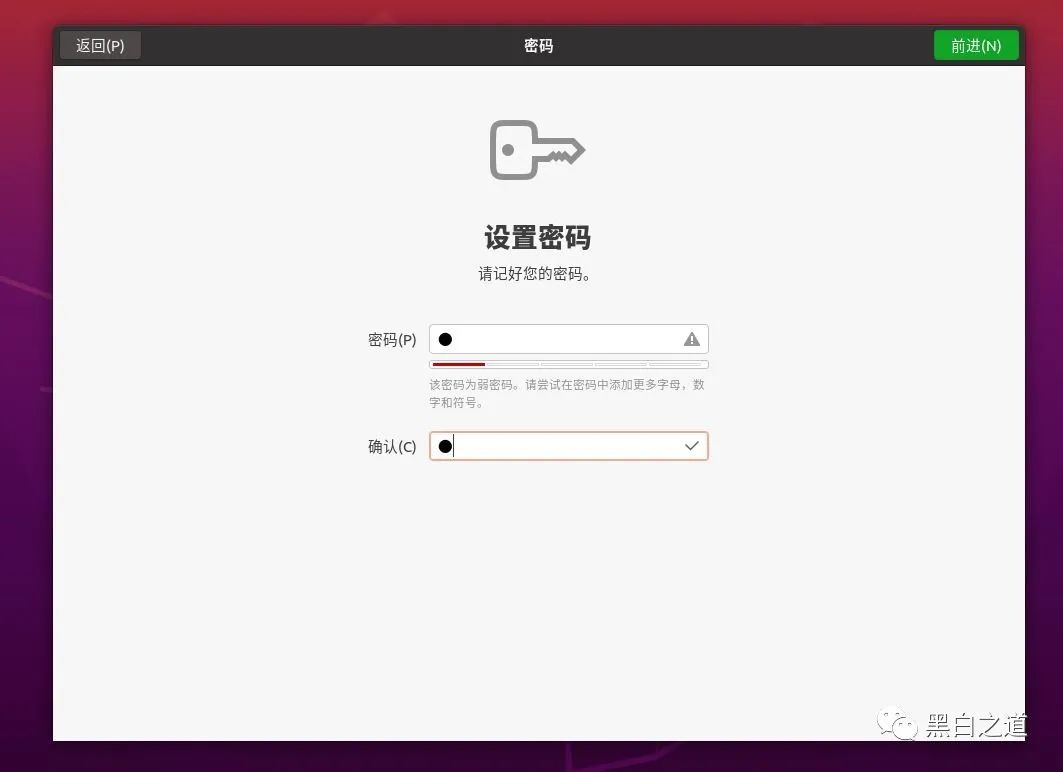 返回(P)
密码
前进(N)
设置密码
请记好您的密码。
密码(P)
该密码为弱密码。请尝试在密码中添加更多字母，数
字和符号。
确认(C)
黑白之道